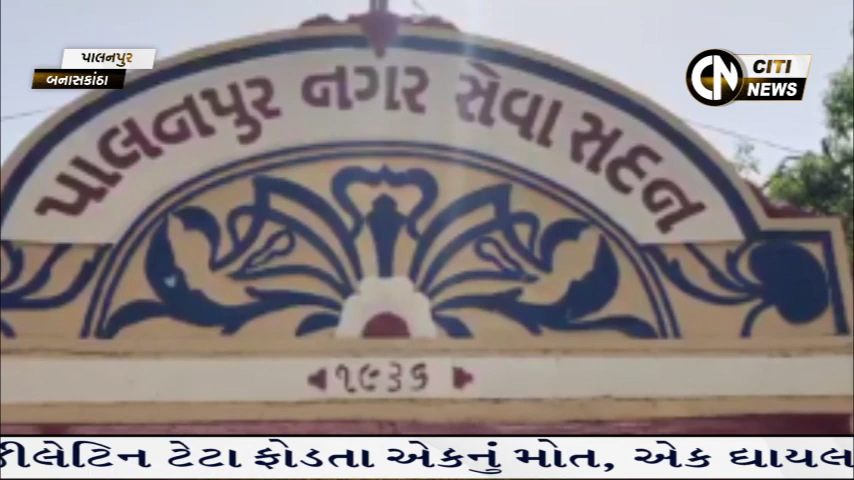 પાલનપુર
બનાસકાંઠા
CN CITI NEWS
પાલનપુર નગર સેવા સદન
૧૯૩૬
જીલેટિન ટેટા ફોડતા એકનું મોત, એક ઘાયલ